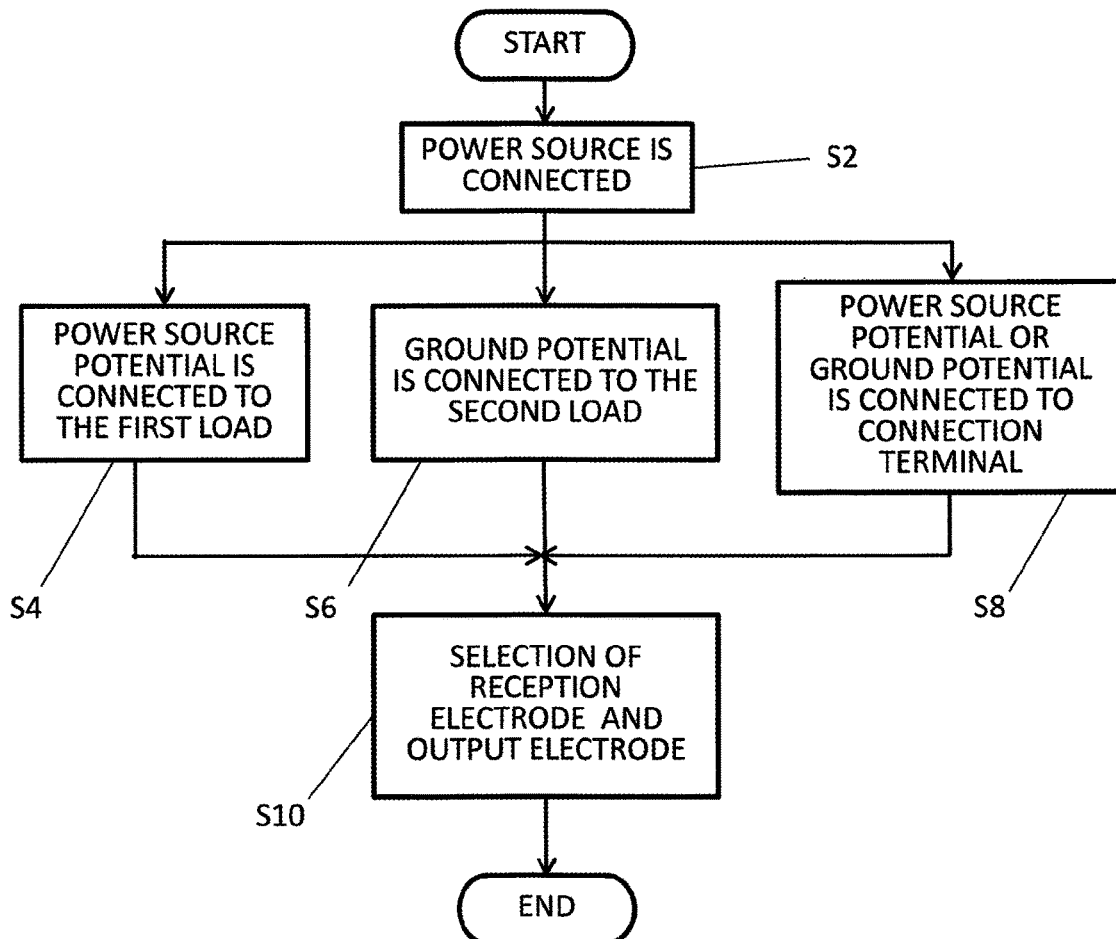 START
POWER SOURCE IS
CONNECTED
S2
POWER SOURCE
POTENTIAL IS
CONNECTED TO
THE FIRST LOAD
GROUND POTENTIAL
IS CONNECTED TO THE
SECOND LOAD
POWER SOURCE
POTENTIAL OR
GROUND POTENTIAL
IS CONNECTED TO
CONNECTION
TERMINAL
S4
S6
S8
SELECTION OF
RECEPTION
ELECTRODE AND
OUTPUT ELECTRODE
S10
END